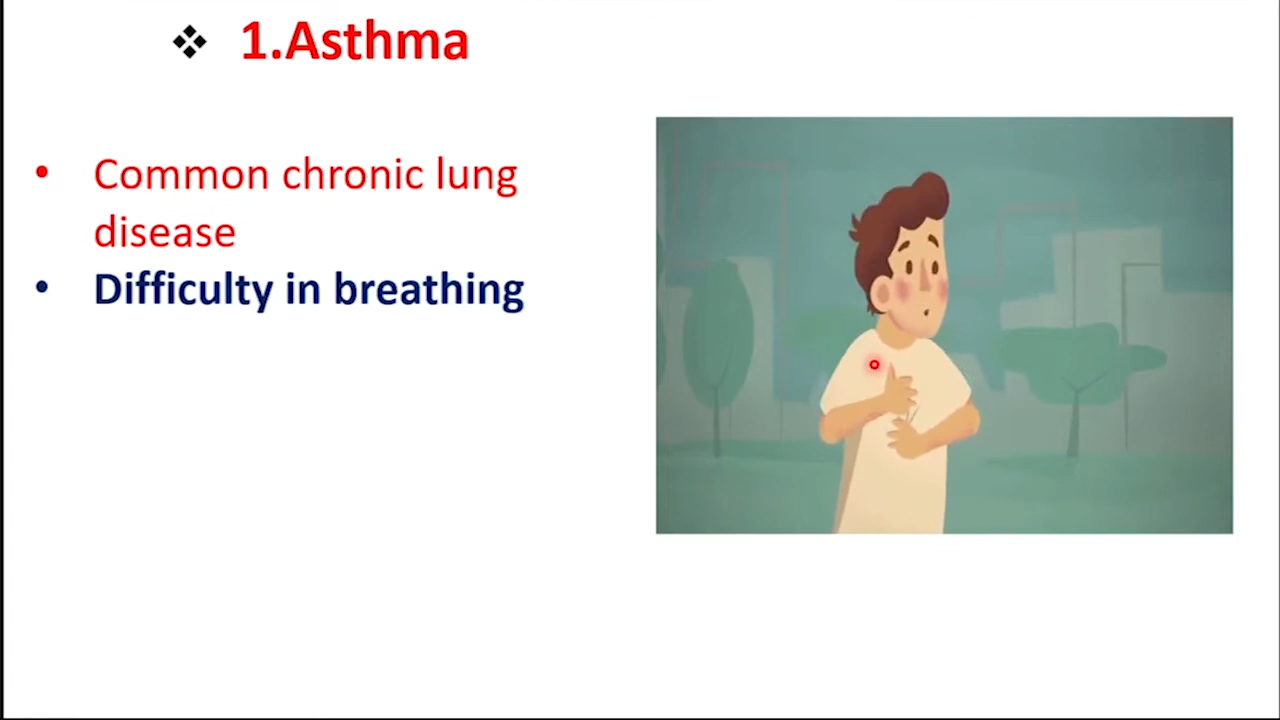 ❖ 1.Asthma
• Common chronic lung
disease
• Difficulty in breathing